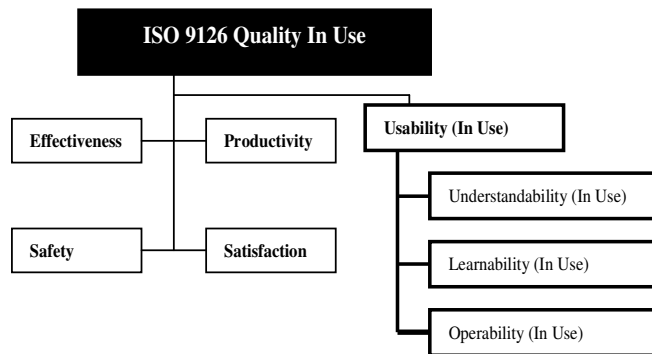 ISO 9126 Quality In Use
Usability (In Use)
Effectiveness
Productivity
Understandability (In Use)
Safety
Satisfaction
Learnability (In Use)
Operability (In Use)